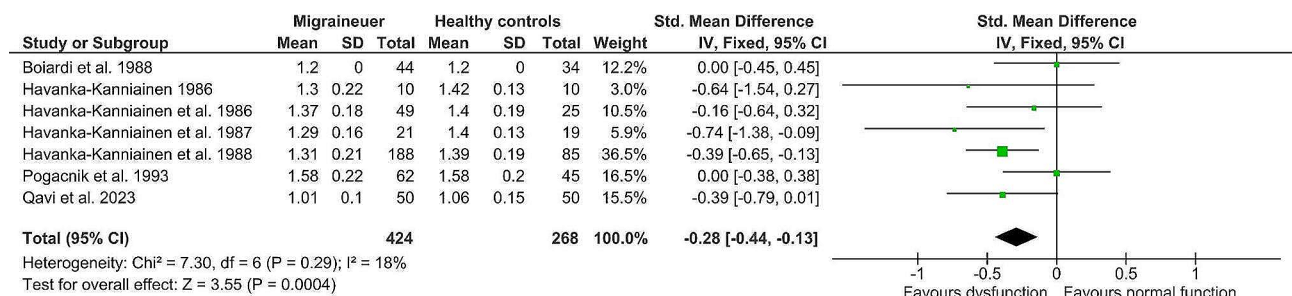 Migraineuer Healthy controls Std. Mean Difference Std. Mean Difference
Study or Subgroup Mean SD Total Mean SD Total Weight IV, Fixed, 95% CI IV, Fixed, 95% CI
Boiardi et al. 1988 1.2 0 44 1.2 0 34 12.2% 0.00 [-0.45, 0.45]
Havanka-Kanniainen 1986 1.3 0.22 10 1.42 0.13 10 3.0% -0.64 [-1.54, 0.27]
Havanka-Kanniainen et al. 1986 1.37 0.18 49 1.4 0.19 25 10.5% -0.16 [-0.64, 0.32]
Havanka-Kanniainen et al. 1987 1.29 0.16 21 1.4 0.13 19 5.9% -0.74 [-1.38, -0.09]
Havanka-Kanniainen et al. 1988 1.31 0.21 188 1.39 0.19 85 36.5% -0.39 [-0.65, -0.13]
Pogacnik et al. 1993 1.58 0.22 62 1.58 0.2 45 16.5% 0.00 [-0.38, 0.38]
Qavi et al. 2023 1.01 0.1 50 1.06 0.15 50 15.5% -0.39 [-0.79, 0.01]
Total (95% CI) 424 268 100.0% -0.28 [-0.44, -0.13]
Heterogeneity: Chi² = 7.30, df = 6 (P = 0.29); I² = 18%
Test for overall effect: Z = 3.55 (P = 0.0004)
-1 -0.5 0 0.5 1
Favours dysfunction Favours normal function